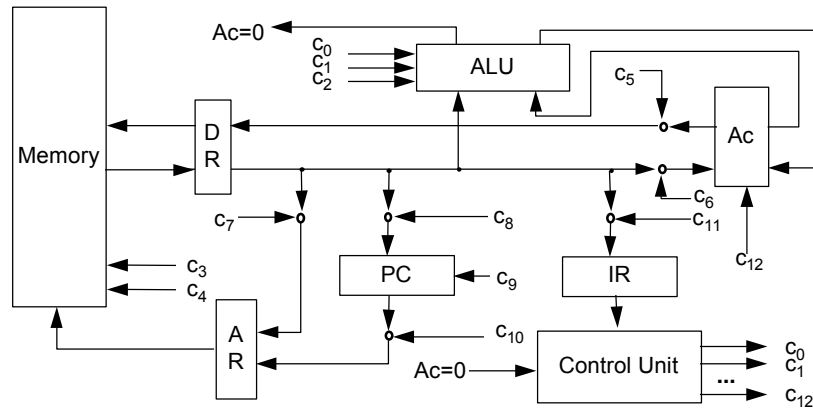 Ac=0
c0
c1
c2
ALU
c5
D
R
Ac
Memory
c6
c7
c8
c11
c12
c3
c4
PC
c9
IR
A
R
c10
Control Unit
c0
c1
...
c12
Ac=0